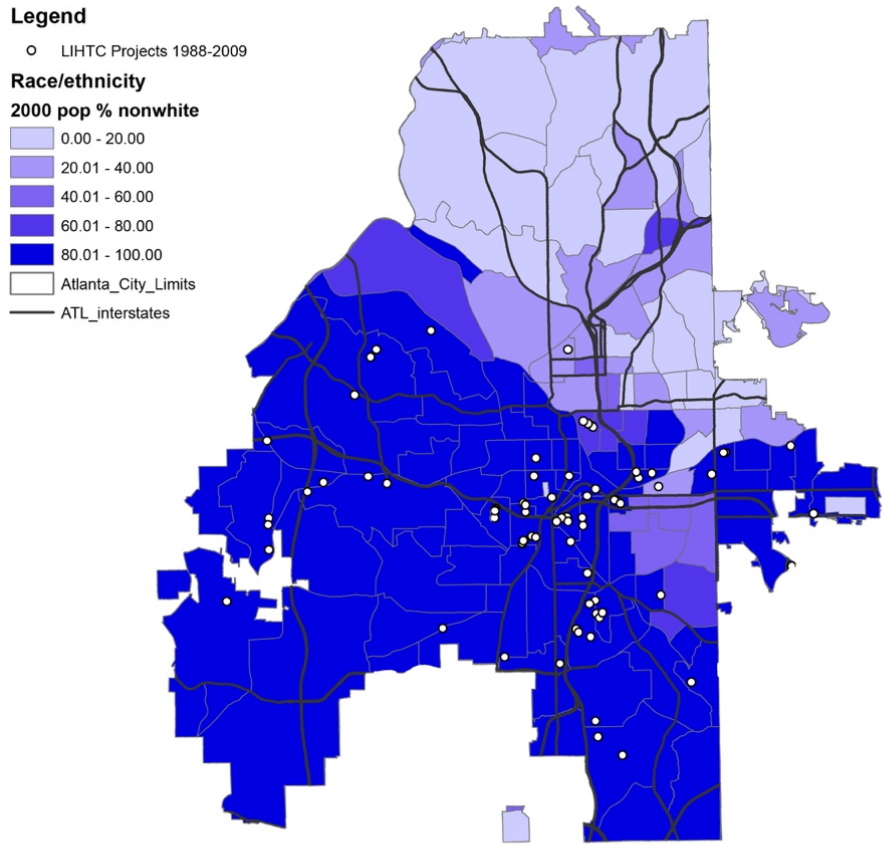 Legend
LIHTC Projects 1988-2009
Race/ethnicity
2000 pop % nonwhite
0.00 - 20.00
20.01 - 40.00
40.01 - 60.00
60.01 - 80.00
80.01 - 100.00
Atlanta_City_Limits
ATL_interstates